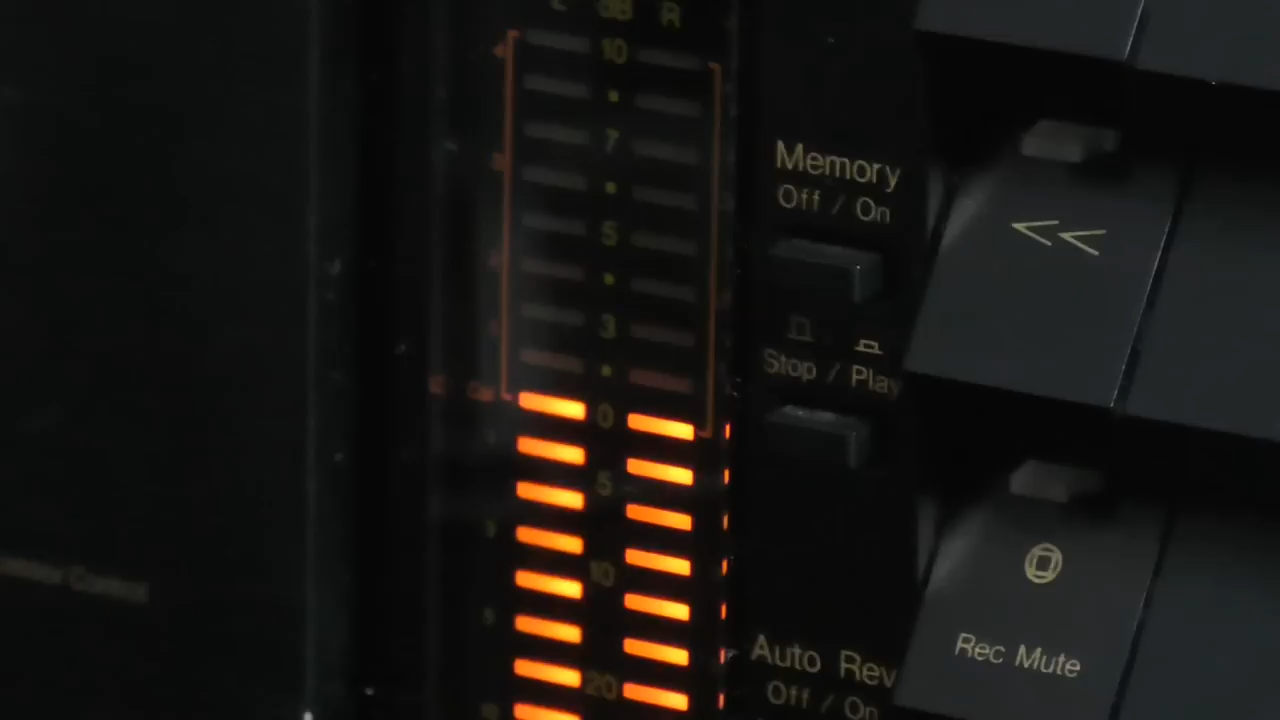 L dB R
10
7
5
3
0
5
10
20
Memory
Off / On
Stop / Play
Auto Rev
Off / On
<<
Rec Mute
Control